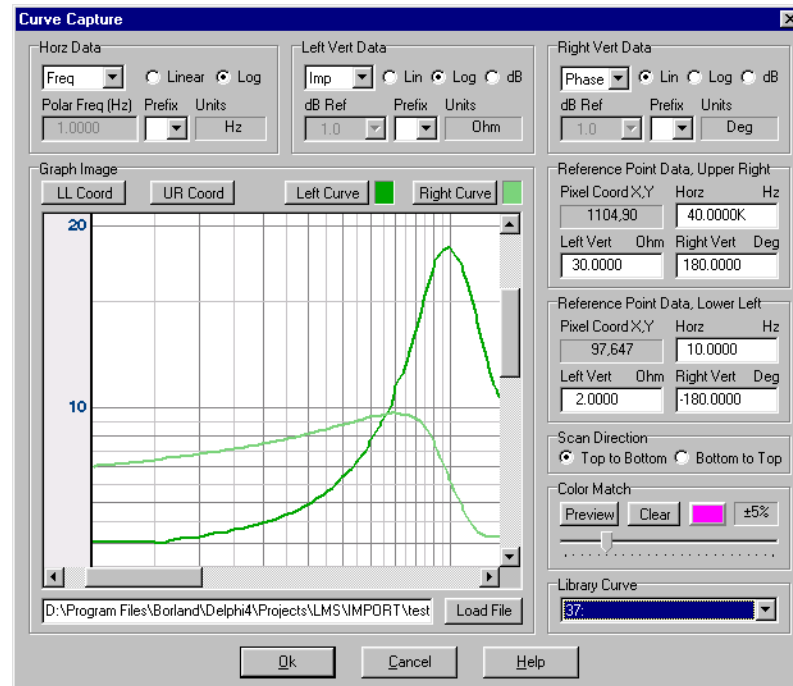 Curve Capture
Horz Data
Freq Linear Log
Polar Freq (Hz) Prefix Units
1.0000 Hz
Left Vert Data
Imp Lin Log dB
dB Ref Prefix Units
1.0 Ohm
Right Vert Data
Phase Lin Log dB
dB Ref Prefix Units
1.0 Deg
Graph Image
LL Coord UR Coord Left Curve Right Curve
20
10
D:\Program Files\Borland\Delphi4\Projects\LMS\IMPORT\test Load File
Reference Point Data, Upper Right
Pixel Coord X,Y Horz Hz
1104,90 40.0000K
Left Vert Ohm Right Vert Deg
30.0000 180.0000
Reference Point Data, Lower Left
Pixel Coord X,Y Horz Hz
97,647 10.0000
Left Vert Ohm Right Vert Deg
2.0000 -180.0000
Scan Direction
Top to Bottom Bottom to Top
Color Match
Preview Clear ±5%
Library Curve
37:
Ok Cancel Help